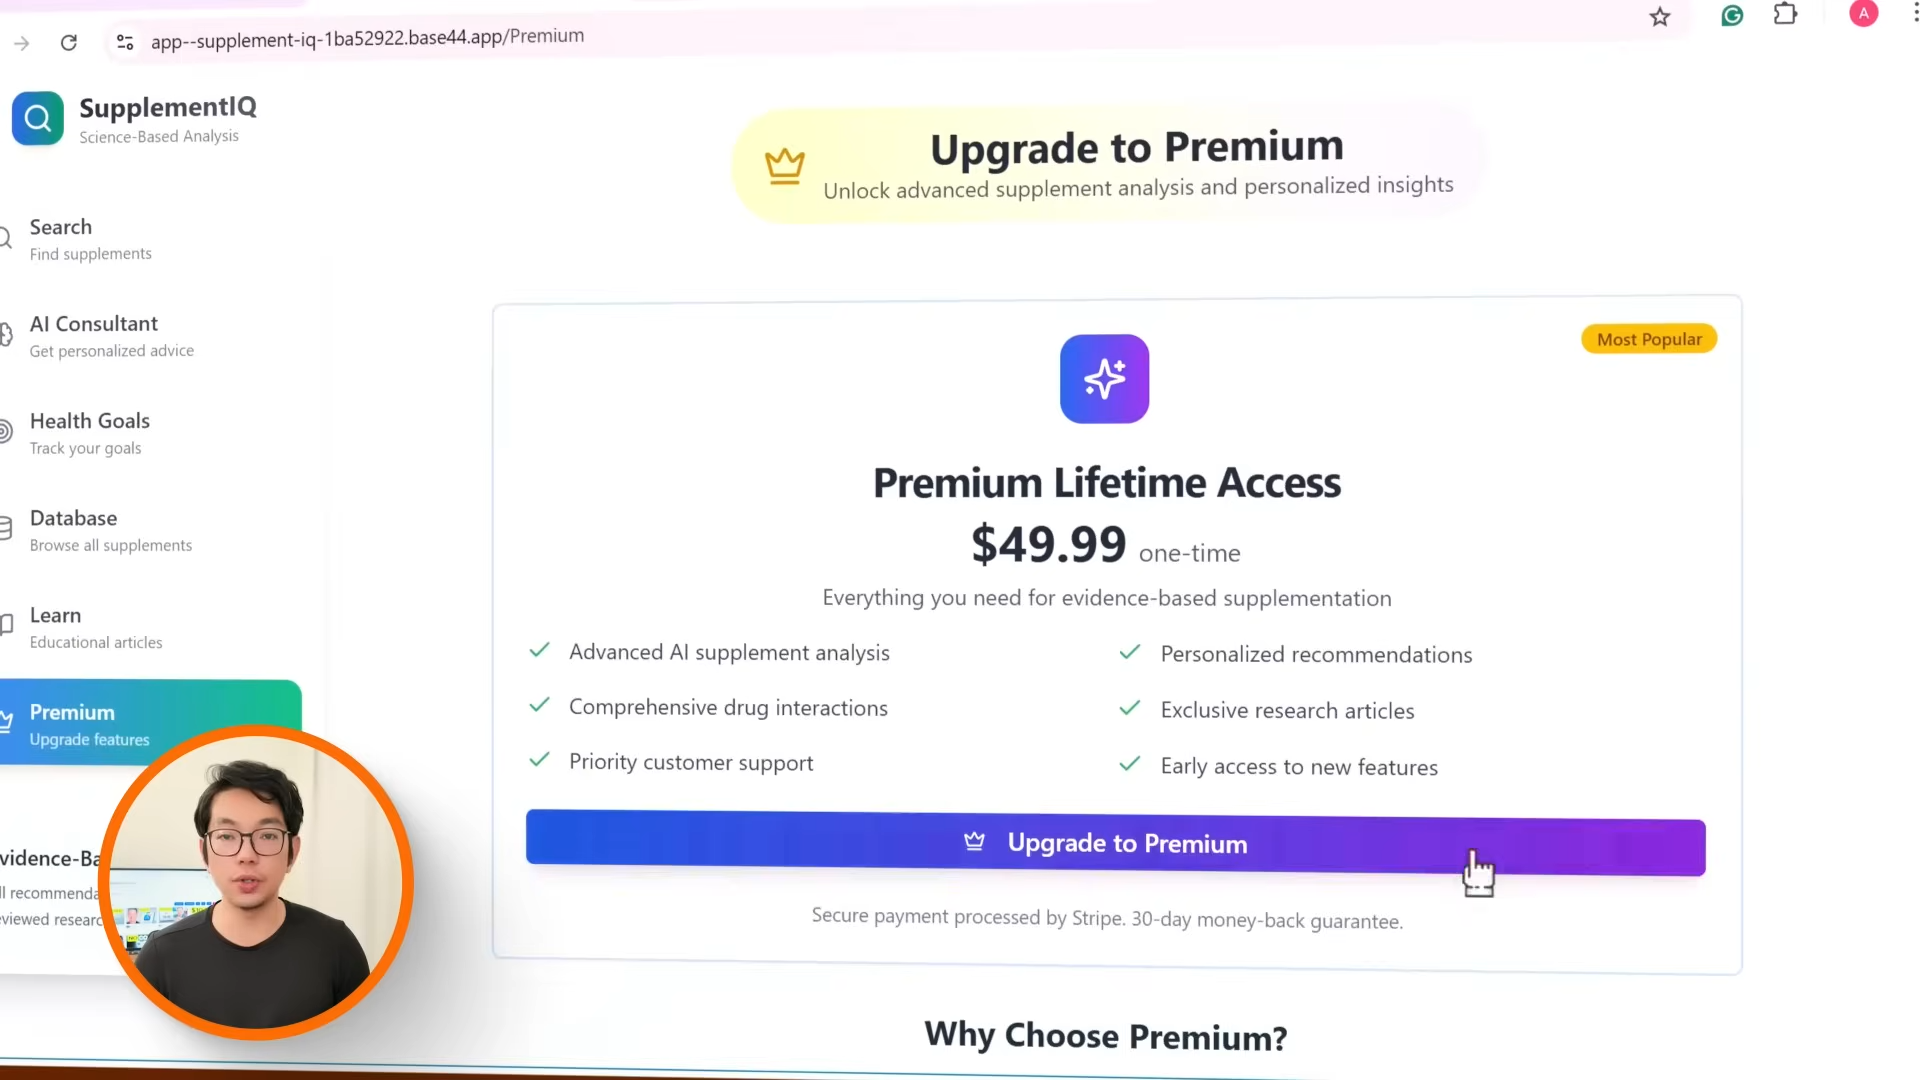 app--supplement-iq-1ba52922.base44.app/Premium
A
SupplementIQ
Science-Based Analysis
Search
Find supplements
AI Consultant
Get personalized advice
Health Goals
Track your goals
Database
Browse all supplements
Learn
Educational articles
Premium
Upgrade features
Upgrade to Premium
Unlock advanced supplement analysis and personalized insights
Most Popular
Premium Lifetime Access
$49.99 one-time
Everything you need for evidence-based supplementation
Advanced AI supplement analysis
Personalized recommendations
Comprehensive drug interactions
Exclusive research articles
Priority customer support
Early access to new features
Upgrade to Premium
Secure payment processed by Stripe. 30-day money-back guarantee.
Why Choose Premium?